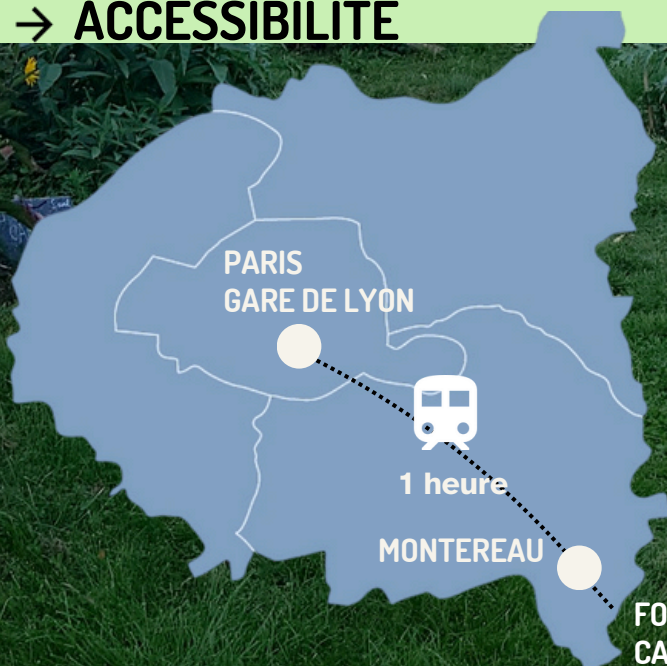 → ACCESSIBILITE
PARIS
GARE DE LYON
1 heure
MONTEREAU
FO
CA